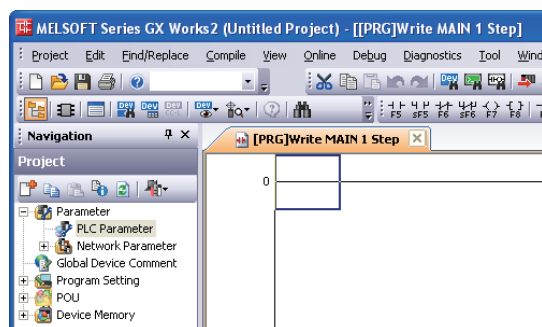 MELSOFT Series GX Works2 (Untitled Project) - [[PRG]Write MAIN 1 Step]
Project Edit Find/Replace Compile View Online Debug Diagnostics Tool Wind
F5 sF5 F6 sF6 F7 F8
Navigation
[PRG]Write MAIN 1 Step
Project
0
Parameter
PLC Parameter
Network Parameter
Global Device Comment
Program Setting
POU
Device Memory